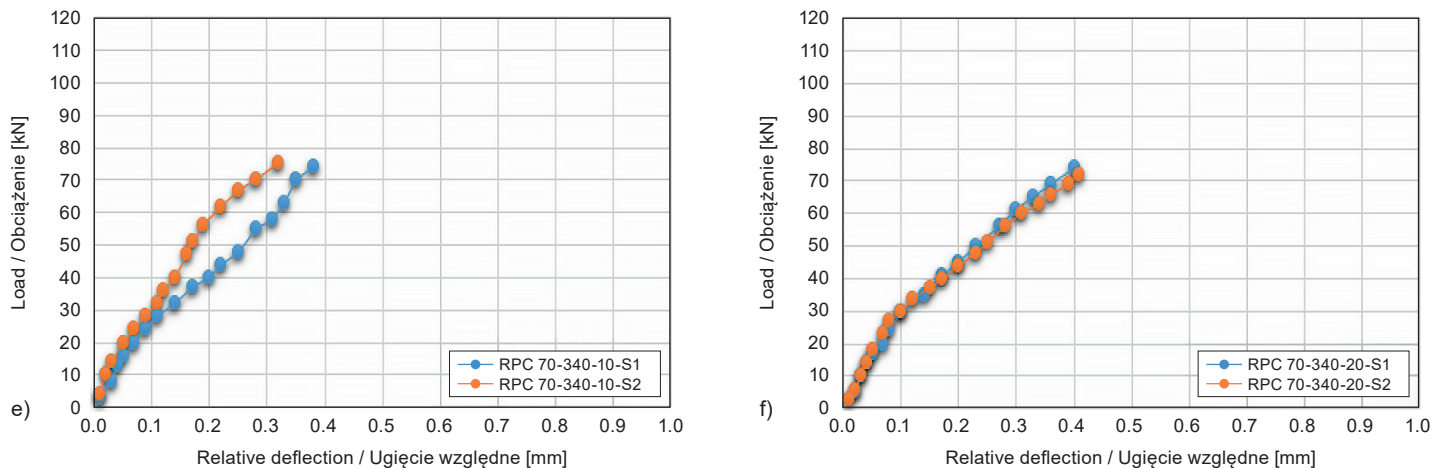 120
110
100
90
80
70
60
50
40
30
20
10
0
Load / Obciążenie [kN]
0.0 0.1 0.2 0.3 0.4 0.5 0.6 0.7 0.8 0.9 1.0
Relative deflection / Ugięcie względne [mm]
RPC 70-340-10-S1
RPC 70-340-10-S2
e)
120
110
100
90
80
70
60
50
40
30
20
10
0
Load / Obciążenie [kN]
0.0 0.1 0.2 0.3 0.4 0.5 0.6 0.7 0.8 0.9 1.0
Relative deflection / Ugięcie względne [mm]
RPC 70-340-20-S1
RPC 70-340-20-S2
f)